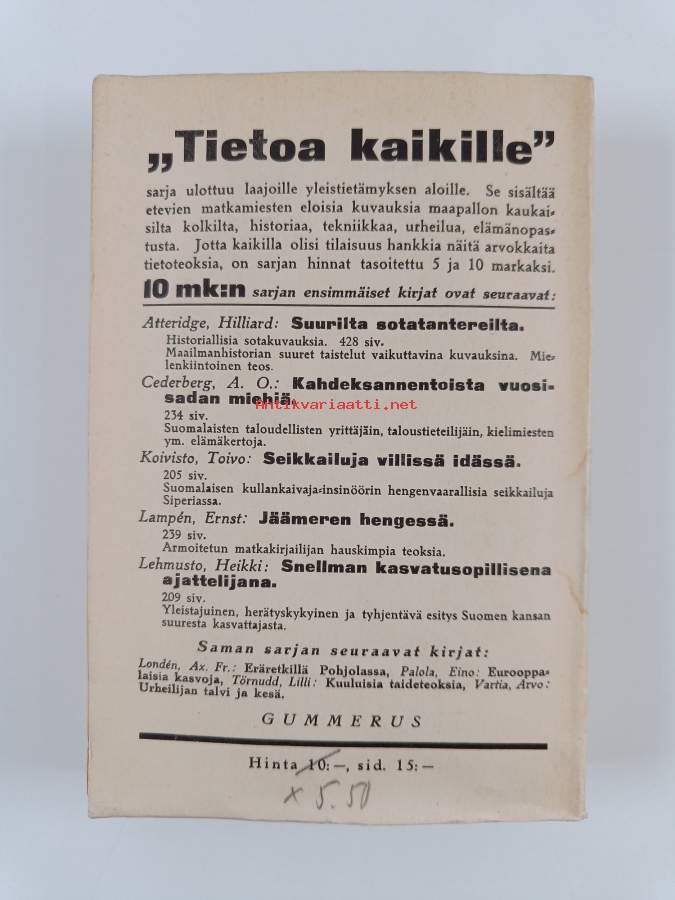 „Tietoa kaikille”
sarja ulottuu laajoille yleistietämyksen aloille. Se sisältää
etevien matkamiesten eloisia kuvauksia maapallon kaukai-
silta kolkilta, historiaa, tekniikkaa, urheilua, elämänopas-
tusta. Jotta kaikilla olisi tilaisuus hankkia näitä arvokkaita
tietoteoksia, on sarjan hinnat tasoitettu 5 ja 10 markaksi.
10 mk:n sarjan ensimmäiset kirjat ovat seuraavat:
Atteridge, Hilliard: Suurilta sotatantereilta.
Historiallisia sotakuvauksia. 428 siv.
Maailmanhistorian suuret taistelut vaikuttavina kuvauksina. Mie-
lenkiintoinen teos.
Cederberg, A. O.: Kahdeksannentoista vuosi-
sadan miehiä.
Antikvariaatti.net
234 siv.
Suomalaisten taloudellisten yrittäjäin, taloustieteilijäin, kielimiesten
ym. elämäkertoja.
Koivisto, Toivo: Seikkailuja villissä idässä.
205 siv.
Suomalaisen kullankaivaja-insinöörin hengenvaarallisia seikkailuja
Siperiassa.
Lampén, Ernst: Jäämeren hengessä.
239 siv.
Armoitetun matkakirjailijan hauskimpia teoksia.
Lehmusto, Heikki: Snellman kasvatusopillisena
ajattelijana.
209 siv.
Yleistajuinen, herätyskykyinen ja tyhjentävä esitys Suomen kansan
suuresta kasvattajasta.
Saman sarjan seuraavat kirjat:
Londén, Ax. Fr.: Eräretkillä Pohjolassa, Palola, Eino: Eurooppa-
laisia kasvoja, Törnudd, Lilli: Kuuluisia taideteoksia, Vartia, Arvo:
Urheilijan talvi ja kesä.
GUMMERUS
Hinta 10:—, sid. 15:—
x 5.50